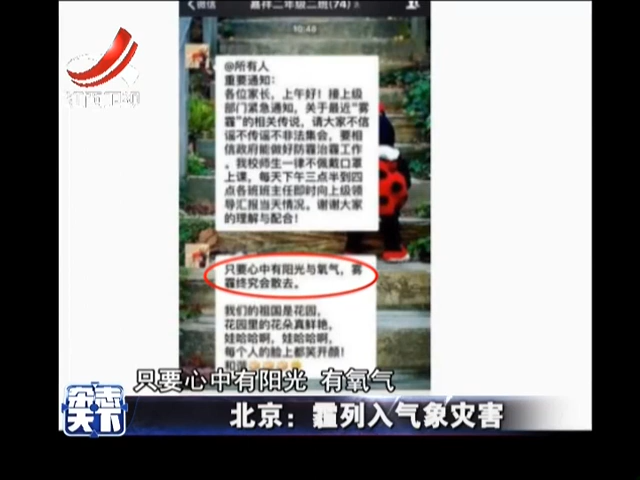 微信
嘉祥二年级二班(74)
10:48
@所有人
重要通知：
各位家长，上午好！接上级
部门紧急通知，关于最近“雾
霾”的相关传说，请大家不信
谣不传谣不非法集会，要相
信政府能做好防霾治霾工作
。我校师生一律不佩戴口罩
上课，每天下午三点半到四
点各班班主任即时向上级领
导汇报当天情况。谢谢大家
的理解与配合！
只要心中有阳光与氧气，雾
霾终究会散去。
我们的祖国是花园，
花园里的花朵真鲜艳，
娃哈哈啊，娃哈哈啊，
每个人的脸上都笑开颜！
只要心中有阳光 有氧气
杂志
天下
北京：霾列入气象灾害